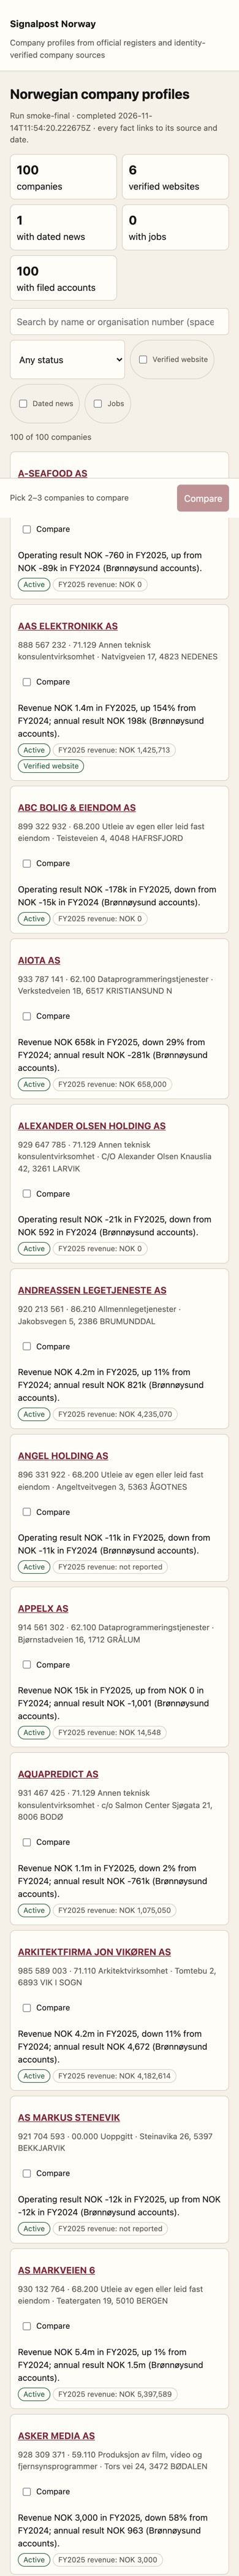 Signalpost Norway
Company profiles from official registers and identity-
verified company sources
Norwegian company profiles
Run smoke-final · completed 2026-11-
14T11:54:20.222675Z · every fact links to its source and
date.
100
companies
6
verified websites
1
with dated news
0
with jobs
100
with filed accounts
Search by name or organisation number (space
Any status
Verified website
Dated news
Jobs
100 of 100 companies
A-SEAFOOD AS
Pick 2–3 companies to compare
Compare
Compare
Operating result NOK -760 in FY2025, up from
NOK -89k in FY2024 (Brønnøysund accounts).
Active
FY2025 revenue: NOK 0
AAS ELEKTRONIKK AS
888 567 232 · 71.129 Annen teknisk
konsulentvirksomhet · Natvigveien 17, 4823 NEDENES
Compare
Revenue NOK 1.4m in FY2025, up 154% from
FY2024; annual result NOK 198k (Brønnøysund
accounts).
Active
FY2025 revenue: NOK 1,425,713
Verified website
ABC BOLIG & EIENDOM AS
899 322 932 · 68.200 Utleie av egen eller leid fast
eiendom · Teisteveien 4, 4048 HAFRSFJORD
Compare
Operating result NOK -178k in FY2025, down from
NOK -15k in FY2024 (Brønnøysund accounts).
Active
FY2025 revenue: NOK 0
AIOTA AS
933 787 141 · 62.100 Dataprogrammeringstjenester ·
Verkstedveien 1B, 6517 KRISTIANSUND N
Compare
Revenue NOK 658k in FY2025, down 29% from
FY2024; annual result NOK -281k (Brønnøysund
accounts).
Active
FY2025 revenue: NOK 658,000
ALEXANDER OLSEN HOLDING AS
929 647 785 · 71.129 Annen teknisk
konsulentvirksomhet · C/O Alexander Olsen Knauslia
42, 3261 LARVIK
Compare
Operating result NOK -21k in FY2025, down from
NOK 592 in FY2024 (Brønnøysund accounts).
Active
FY2025 revenue: NOK 0
ANDREASSEN LEGETJENESTE AS
920 213 561 · 86.210 Allmennlegetjenester ·
Jakobsvegen 5, 2386 BRUMUNDDAL
Compare
Revenue NOK 4.2m in FY2025, up 11% from
FY2024; annual result NOK 821k (Brønnøysund
accounts).
Active
FY2025 revenue: NOK 4,235,070
ANGEL HOLDING AS
896 331 922 · 68.200 Utleie av egen eller leid fast
eiendom · Angeltveitvegen 3, 5363 ÅGOTNES
Compare
Operating result NOK -11k in FY2025, down from
NOK -11k in FY2024 (Brønnøysund accounts).
Active
FY2025 revenue: not reported
APPELX AS
914 561 302 · 62.100 Dataprogrammeringstjenester ·
Bjørnstadveien 16, 1712 GRÅLUM
Compare
Revenue NOK 15k in FY2025, up from NOK 0 in
FY2024; annual result NOK -1,001 (Brønnøysund
accounts).
Active
FY2025 revenue: NOK 14,548
AQUAPREDICT AS
931 467 425 · 71.129 Annen teknisk
konsulentvirksomhet · c/o Salmon Center Sjøgata 21,
8006 BODØ
Compare
Revenue NOK 1.1m in FY2025, down 2% from
FY2024; annual result NOK -761k (Brønnøysund
accounts).
Active
FY2025 revenue: NOK 1,075,050
ARKITEKTFIRMA JON VIKØREN AS
985 589 003 · 71.110 Arkitektvirksomhet · Tomtebu 2,
6893 VIK I SOGN
Compare
Revenue NOK 4.2m in FY2025, down 11% from
FY2024; annual result NOK 4,672 (Brønnøysund
accounts).
Active
FY2025 revenue: NOK 4,182,614
AS MARKUS STENEVIK
921 704 593 · 00.000 Uoppgitt · Steinavika 26, 5397
BEKKJARVIK
Compare
Operating result NOK -12k in FY2025, up from NOK
-12k in FY2024 (Brønnøysund accounts).
Active
FY2025 revenue: not reported
AS MARKVEIEN 6
930 132 764 · 68.200 Utleie av egen eller leid fast
eiendom · Teatergaten 19, 5010 BERGEN
Compare
Revenue NOK 5.4m in FY2025, up 1% from
FY2024; annual result NOK 1.5m (Brønnøysund
accounts).
Active
FY2025 revenue: NOK 5,397,589
ASKER MEDIA AS
928 309 371 · 59.110 Produksjon av film, video og
fjernsynsprogrammer · Tors vei 24, 3472 BØDALEN
Compare
Revenue NOK 3,000 in FY2025, down 58% from
FY2024; annual result NOK 963 (Brønnøysund
accounts).
Active
FY2025 revenue: NOK 3,000